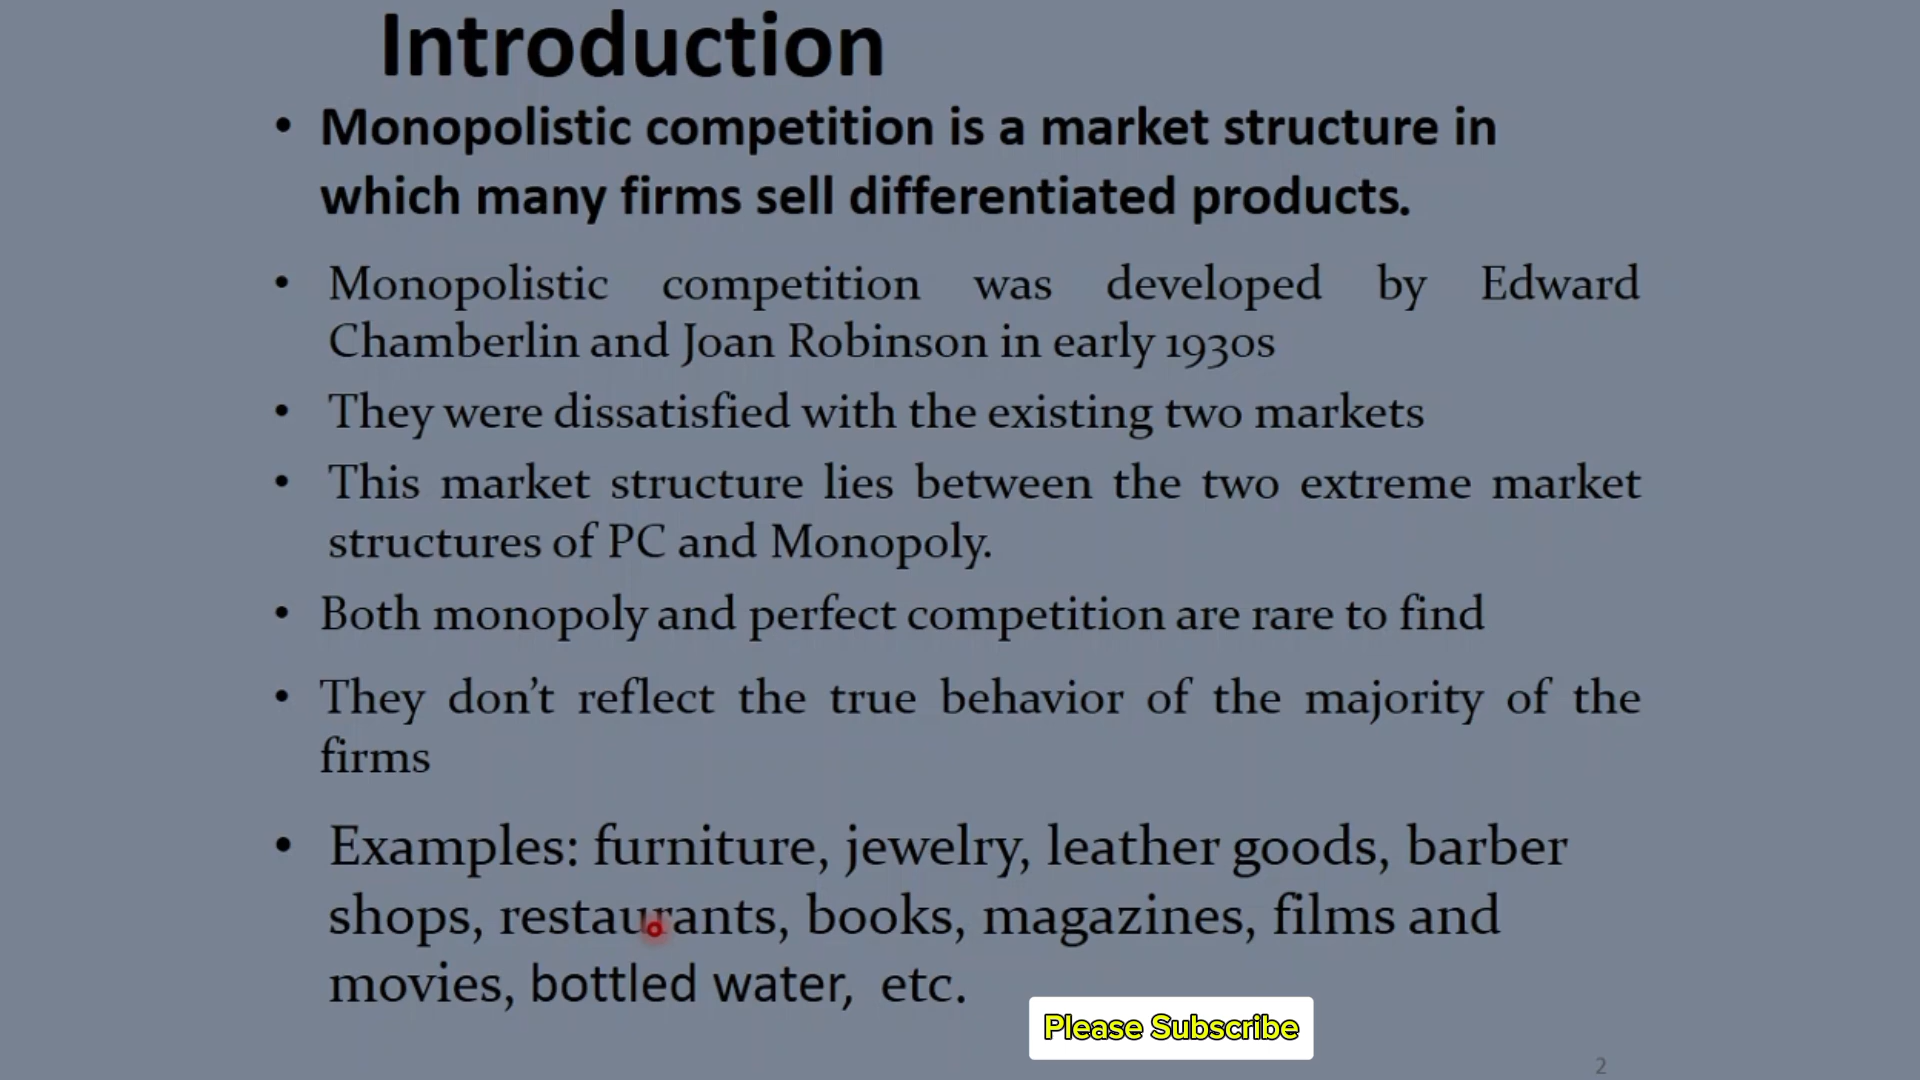 Introduction
• Monopolistic competition is a market structure in
which many firms sell differentiated products.
• Monopolistic competition was developed by Edward
Chamberlin and Joan Robinson in early 1930s
• They were dissatisfied with the existing two markets
• This market structure lies between the two extreme market
structures of PC and Monopoly.
• Both monopoly and perfect competition are rare to find
• They don't reflect the true behavior of the majority of the
firms
• Examples: furniture, jewelry, leather goods, barber
shops, restaurants, books, magazines, films and
movies, bottled water, etc.
Please Subscribe
2